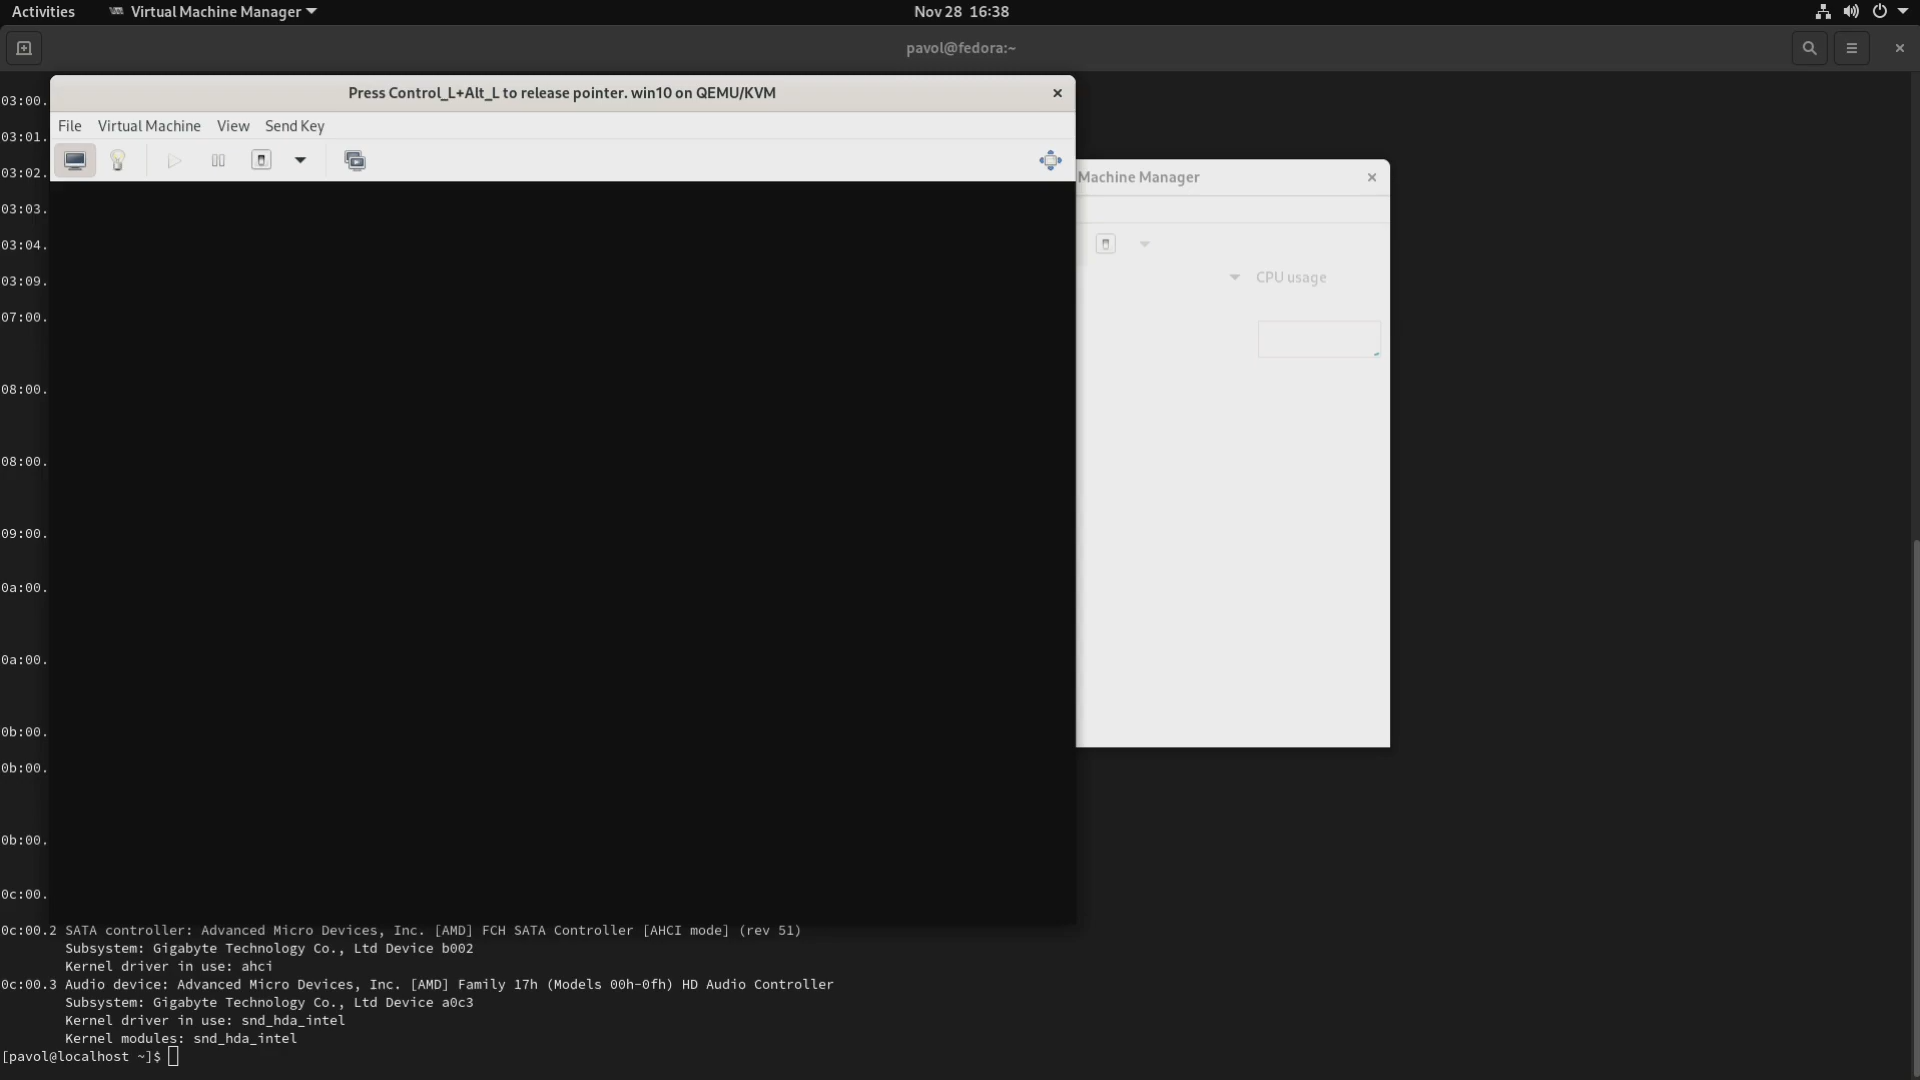 Activities
Virtual Machine Manager
Nov 28 16:38
pavol@fedora:~
Press Control_L+Alt_L to release pointer. win10 on QEMU/KVM
File Virtual Machine View Send Key
Machine Manager
CPU usage
03:00.
03:01.
03:02.
03:03.
03:04.
03:09.
07:00.
08:00.
08:00.
09:00.
0a:00.
0a:00.
0b:00.
0b:00.
0b:00.
0c:00.
0c:00.2 SATA controller: Advanced Micro Devices, Inc. [AMD] FCH SATA Controller [AHCI mode] (rev 51)
Subsystem: Gigabyte Technology Co., Ltd Device b002
Kernel driver in use: ahci
0c:00.3 Audio device: Advanced Micro Devices, Inc. [AMD] Family 17h (Models 00h-0fh) HD Audio Controller
Subsystem: Gigabyte Technology Co., Ltd Device a0c3
Kernel driver in use: snd_hda_intel
Kernel modules: snd_hda_intel
[pavol@localhost ~]$